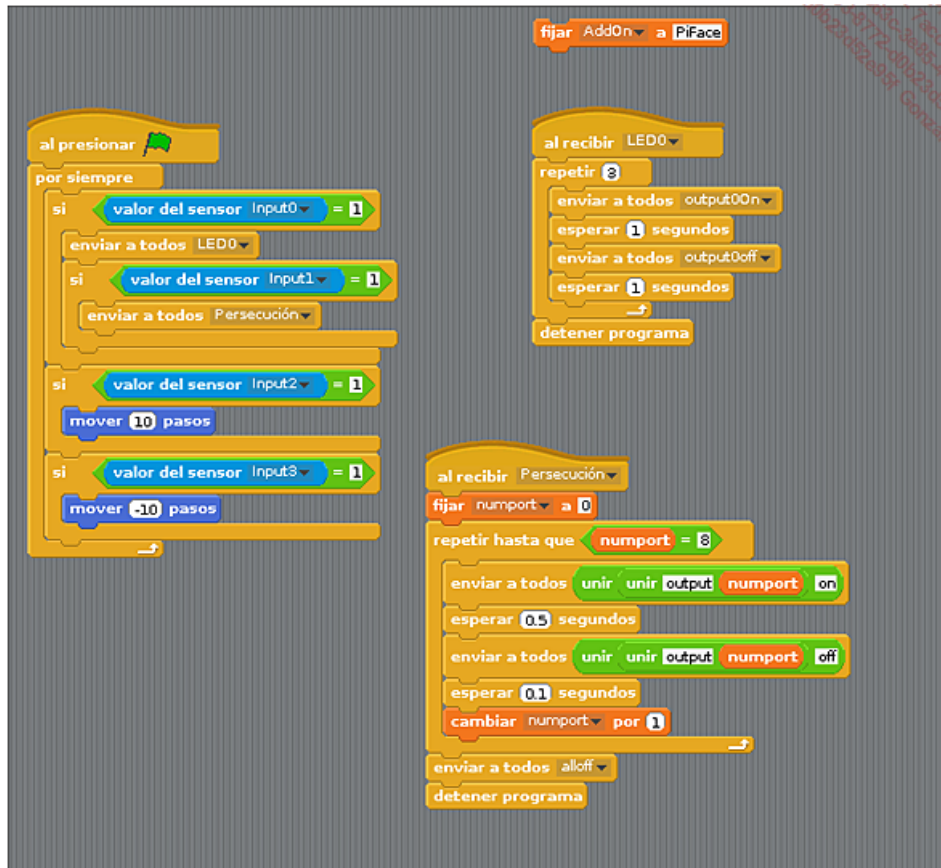 fijar AddOn a PiFace
al presionar
por siempre
si valor del sensor Input0 = 1
enviar a todos LED0
si valor del sensor Input1 = 1
enviar a todos Persecución
si valor del sensor Input2 = 1
mover 10 pasos
si valor del sensor Input3 = 1
mover -10 pasos
al recibir LED0
repetir 3
enviar a todos output0On
esperar 1 segundos
enviar a todos output0off
esperar 1 segundos
detener programa
al recibir Persecución
fijar numport a 0
repetir hasta que numport = 8
enviar a todos unir unir output numport on
esperar 0.5 segundos
enviar a todos unir unir output numport off
esperar 0.1 segundos
cambiar numport por 1
enviar a todos alloff
detener programa